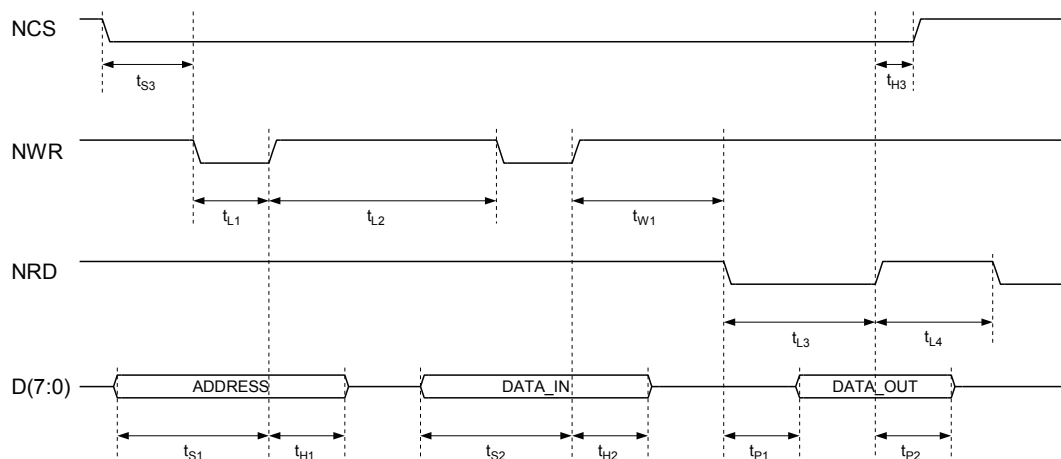 NCS
tS3
tH3
NWR
tL1
tL2
tW1
NRD
tL3
tL4
D(7:0)
ADDRESS
DATA_IN
DATA_OUT
tS1
tH1
tS2
tH2
tP1
tP2